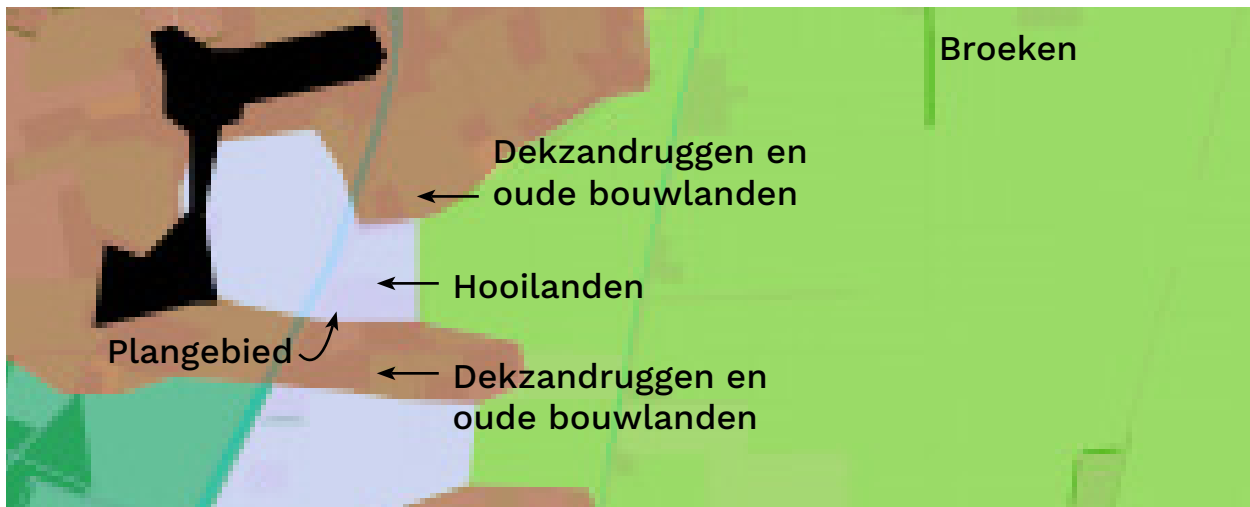 Broeken
Dekzandruggen en
oude bouwlanden
Hooilanden
Plangebied
Dekzandruggen en
oude bouwlanden